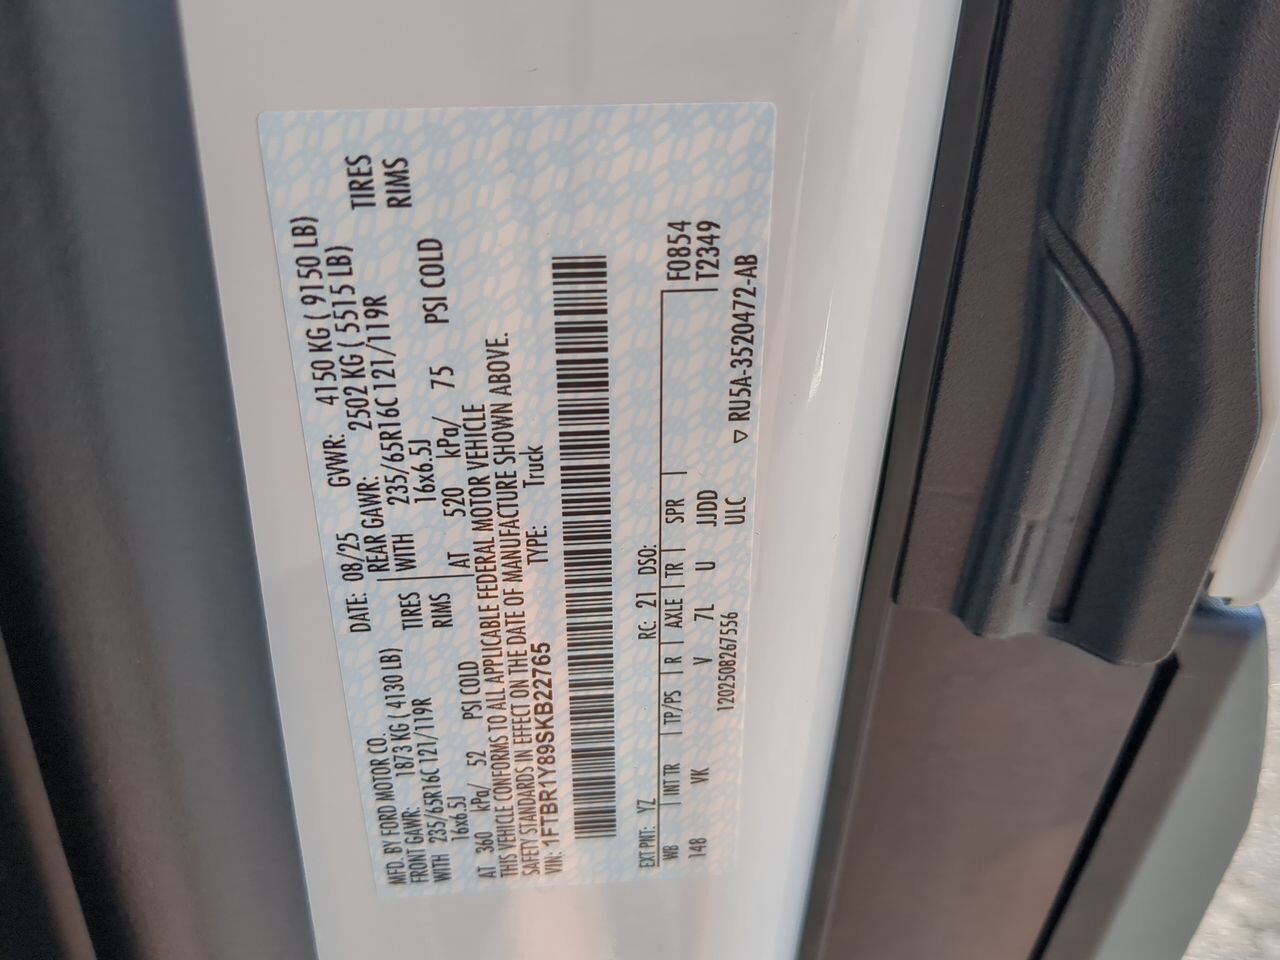 MFD. BY FORD MOTOR CO. DATE: 08/25 GVWR: 4150 KG ( 9150 LB)
FRONT GAWR: 1873 KG ( 4130 LB) REAR GAWR: 2502 KG ( 5515 LB)
WITH 235/65R16C 121/119R TIRES WITH 235/65R16C 121/119R TIRES
16x6.5J RIMS 16x6.5J RIMS
AT 360 kPa/ 52 PSI COLD AT 520 kPa/ 75 PSI COLD
THIS VEHICLE CONFORMS TO ALL APPLICABLE FEDERAL MOTOR VEHICLE
SAFETY STANDARDS IN EFFECT ON THE DATE OF MANUFACTURE SHOWN ABOVE.
VIN: 1FTBR1Y89SKB22765 TYPE: Truck
EXT PNT: YZ RC: 21 DSO: F0854
WB INT TR TP/PS R AXLE TR SPR T2349
148 VK V 7L U JJDD
1202508267556 ULC ▽ RU5A-3520472-AB